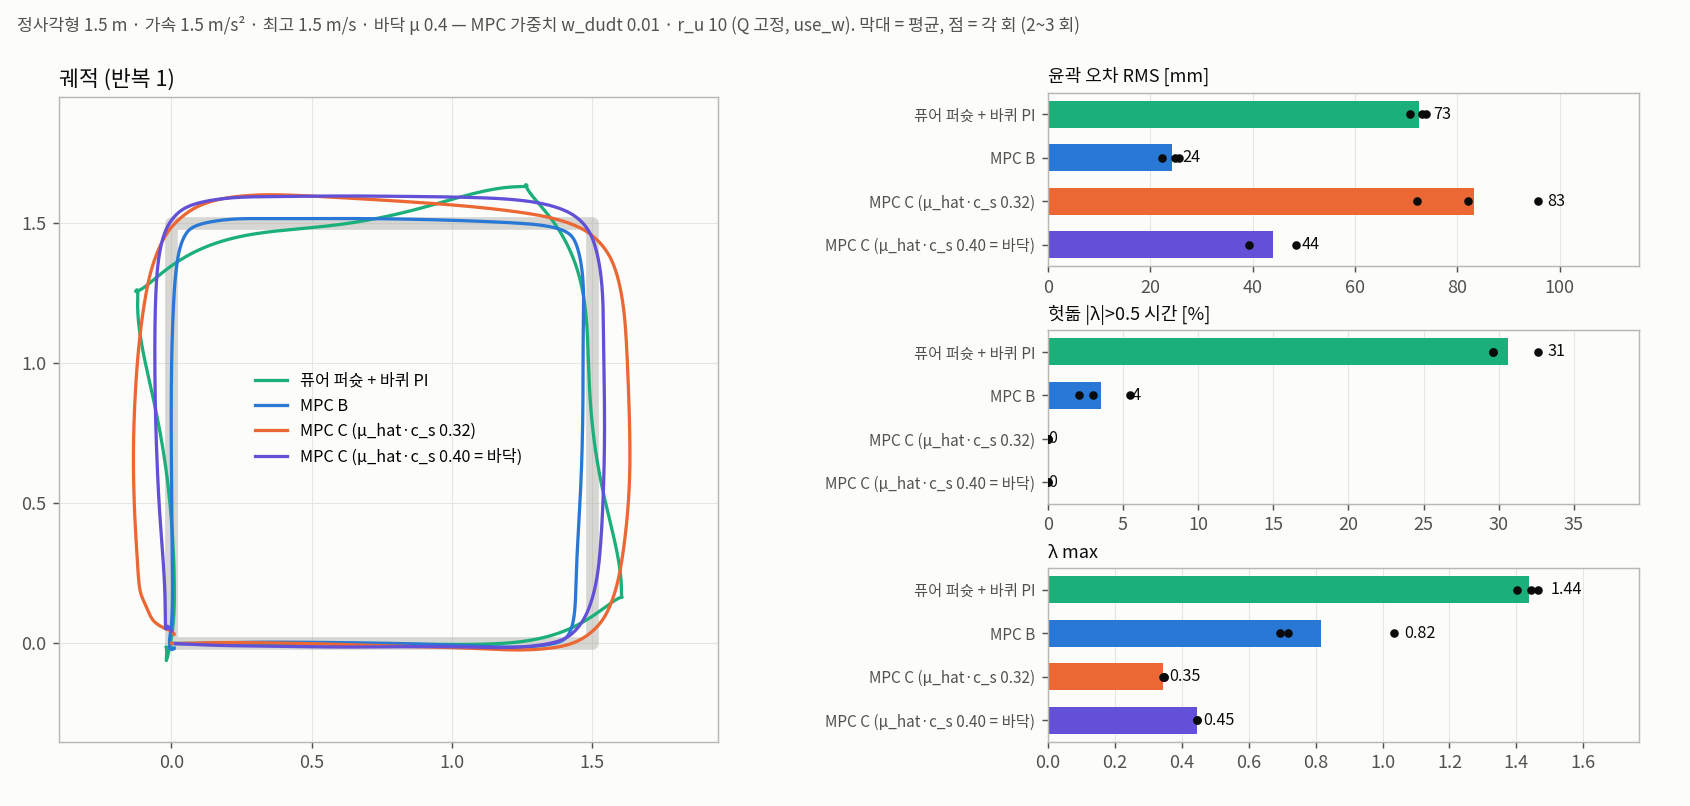 정사각형 1.5 m · 가속 1.5 m/s² · 최고 1.5 m/s · 바닥 μ 0.4 — MPC 가중치 w_dudt 0.01 · r_u 10 (Q 고정, use_w). 막대 = 평균, 점 = 각 회 (2~3 회)
궤적 (반복 1)
1.5
1.0
0.5
0.0
0.0 0.5 1.0 1.5
퓨어 퍼슛 + 바퀴 PI
MPC B
MPC C (μ_hat·c_s 0.32)
MPC C (μ_hat·c_s 0.40 = 바닥)
윤곽 오차 RMS [mm]
퓨어 퍼슛 + 바퀴 PI 73
MPC B 24
MPC C (μ_hat·c_s 0.32) 83
MPC C (μ_hat·c_s 0.40 = 바닥) 44
0 20 40 60 80 100
헛돎 |λ|>0.5 시간 [%]
퓨어 퍼슛 + 바퀴 PI 31
MPC B 4
MPC C (μ_hat·c_s 0.32) 0
MPC C (μ_hat·c_s 0.40 = 바닥) 0
0 5 10 15 20 25 30 35
λ max
퓨어 퍼슛 + 바퀴 PI 1.44
MPC B 0.82
MPC C (μ_hat·c_s 0.32) 0.35
MPC C (μ_hat·c_s 0.40 = 바닥) 0.45
0.0 0.2 0.4 0.6 0.8 1.0 1.2 1.4 1.6